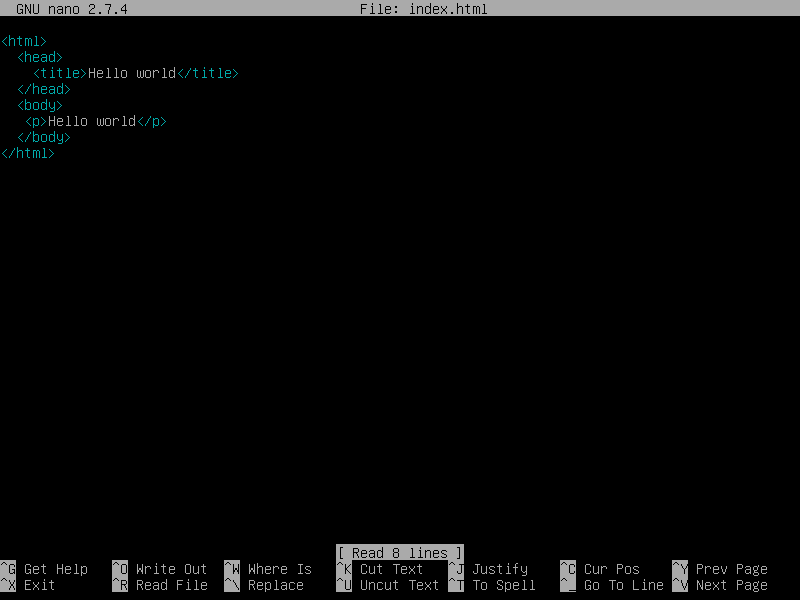 GNU nano 2.7.4 File: index.html
<html>
  <head>
    <title>Hello world</title>
  </head>
  <body>
   <p>Hello world</p>
  </body>
</html>
[ Read 8 lines ]
^G Get Help ^O Write Out ^W Where Is ^K Cut Text ^J Justify ^C Cur Pos ^Y Prev Page
^X Exit ^R Read File ^\ Replace ^U Uncut Text ^T To Spell ^_ Go To Line ^V Next Page